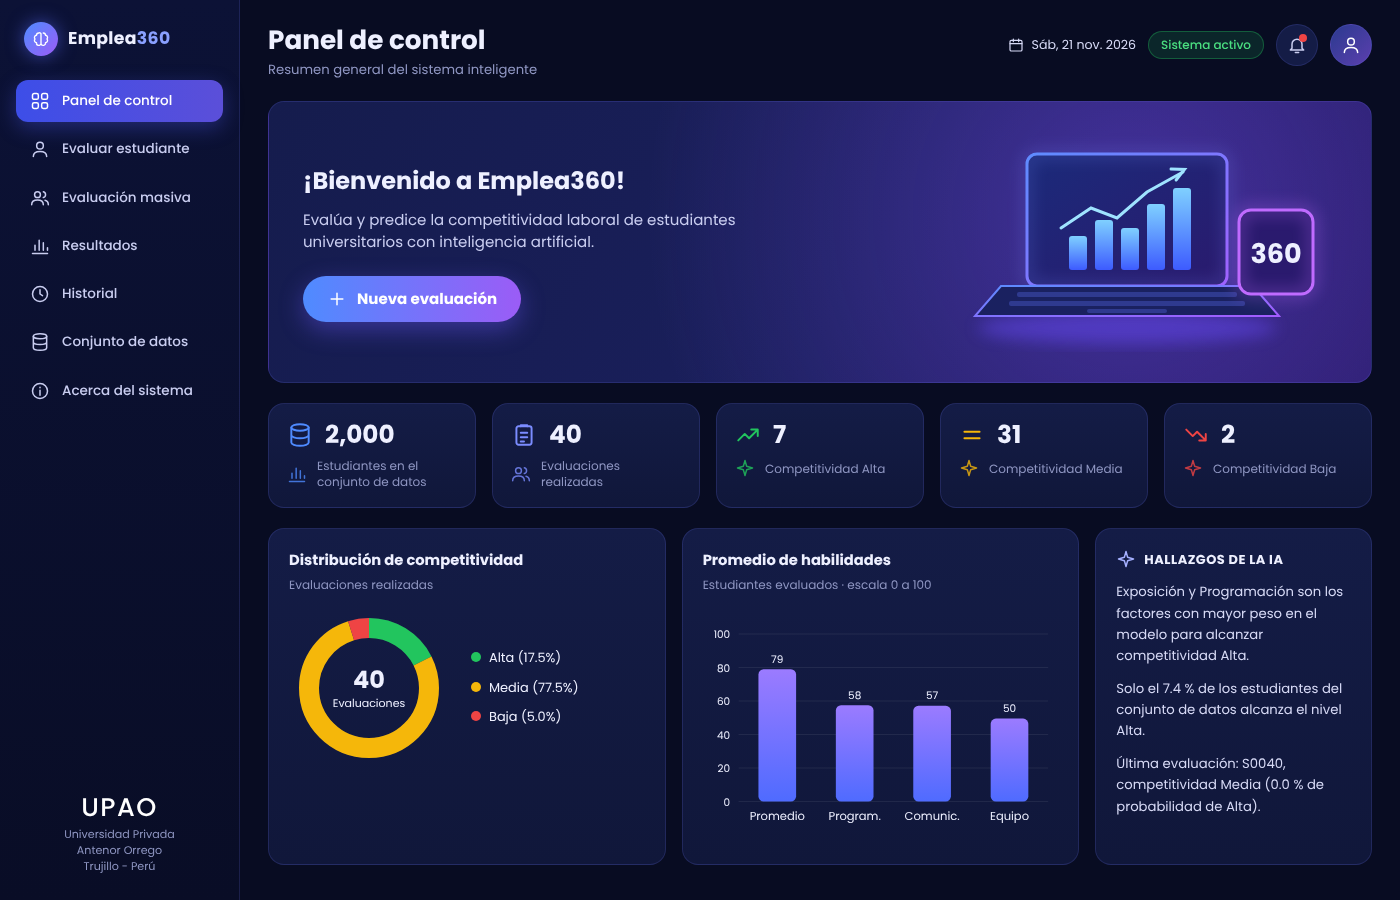 Emplea360
Panel de control
Evaluar estudiante
Evaluación masiva
Resultados
Historial
Conjunto de datos
Acerca del sistema
UPAO
Universidad Privada
Antenor Orrego
Trujillo - Perú
Panel de control
Resumen general del sistema inteligente
Sáb, 21 nov. 2026
Sistema activo
¡Bienvenido a Emplea360!
Evalúa y predice la competitividad laboral de estudiantes
universitarios con inteligencia artificial.
Nueva evaluación
360
2,000
Estudiantes en el
conjunto de datos
40
Evaluaciones
realizadas
7
Competitividad Alta
31
Competitividad Media
2
Competitividad Baja
Distribución de competitividad
Evaluaciones realizadas
40
Evaluaciones
Alta (17.5%)
Media (77.5%)
Baja (5.0%)
Promedio de habilidades
Estudiantes evaluados · escala 0 a 100
100
80
60
40
20
0
79
58
57
50
Promedio
Program.
Comunic.
Equipo
HALLAZGOS DE LA IA
Exposición y Programación son los
factores con mayor peso en el
modelo para alcanzar
competitividad Alta.
Solo el 7.4 % de los estudiantes del
conjunto de datos alcanza el nivel
Alta.
Última evaluación: S0040,
competitividad Media (0.0 % de
probabilidad de Alta).